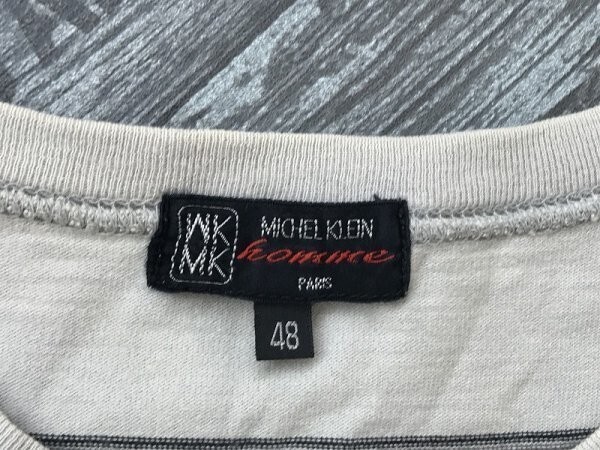 MK
MK
MICHEL KLEIN
homme
PARIS
48